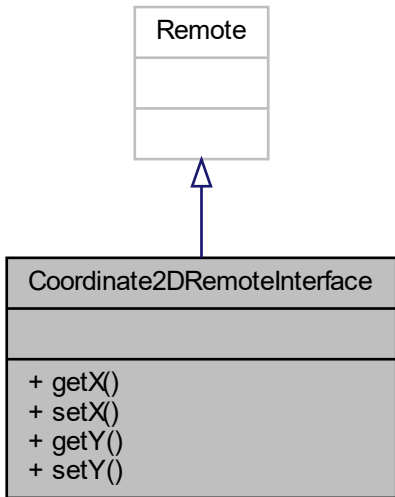 Remote
Coordinate2DRemoteInterface
+ getX()
+ setX()
+ getY()
+ setY()